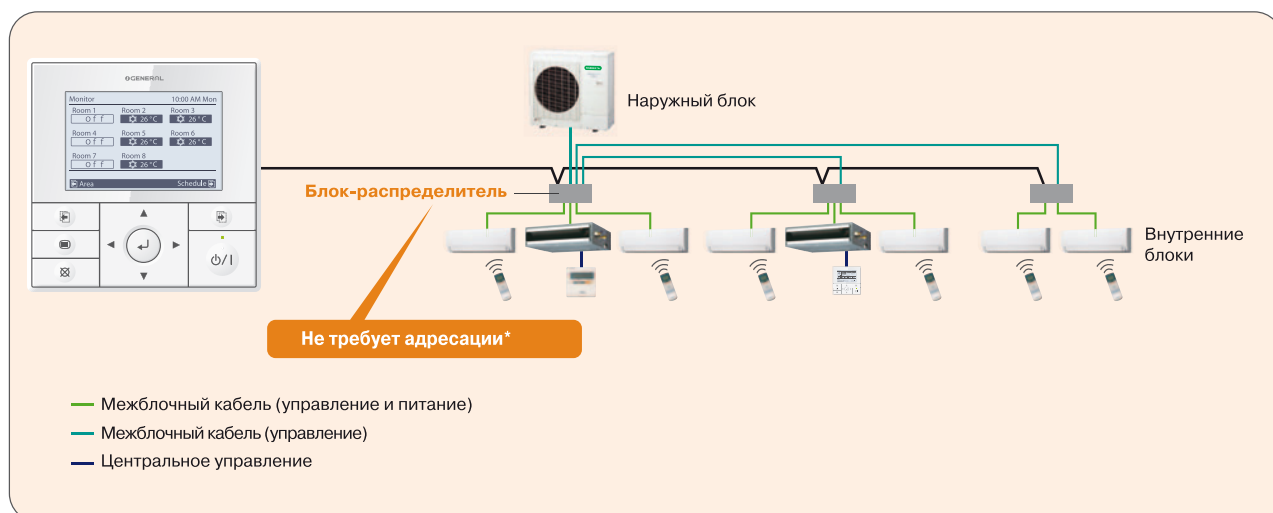 GENERAL
Monitor 10:00 AM Mon
Room 1 Room 2 Room 3
Off 26°C 26°C
Room 4 Room 5 Room 6
Off 26°C 26°C
Room 7 Room 8
Off 26°C
Area Schedule
Наружный блок
Блок-распределитель
Внутренние
блоки
Не требует адресации*
Межблочный кабель (управление и питание)
Межблочный кабель (управление)
Центральное управление